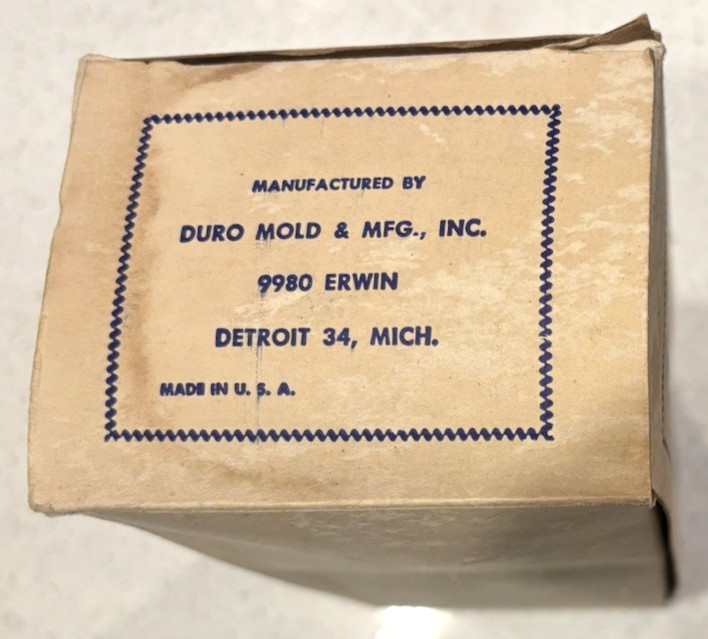 MANUFACTURED BY
DURO MOLD & MFG., INC.
9980 ERWIN
DETROIT 34, MICH.
MADE IN U. S. A.